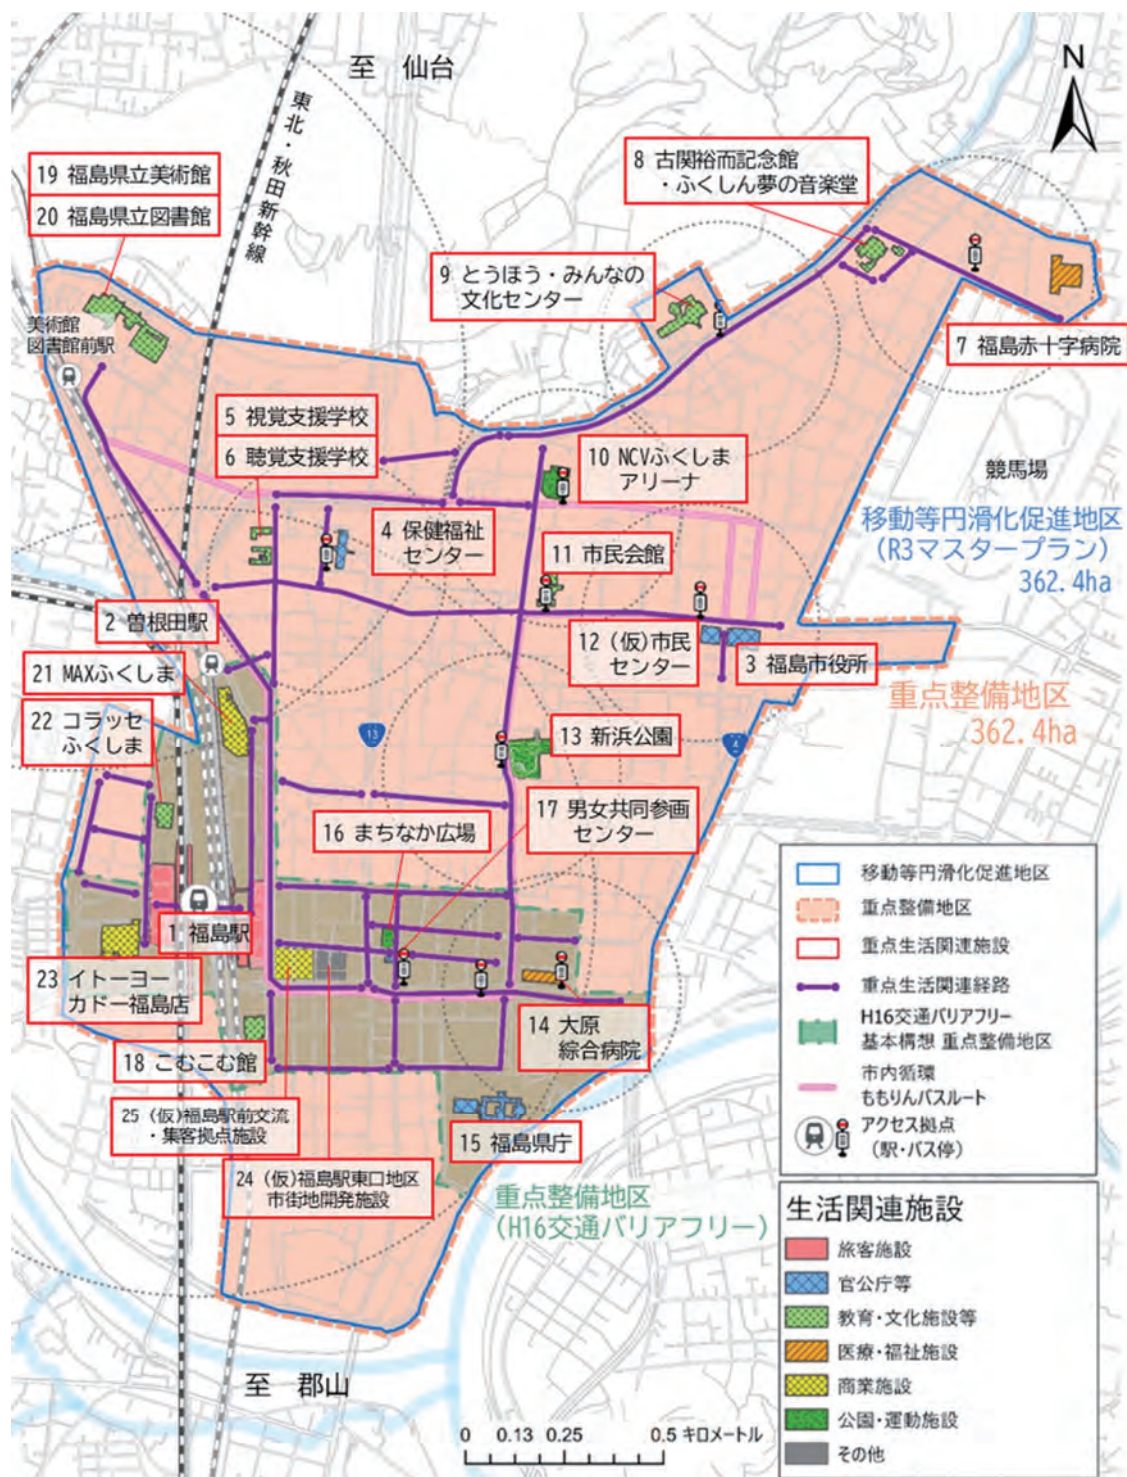 至 仙台
N
東北・秋田新幹線
8 古関裕而記念館
・ふくしん夢の音楽堂
19 福島県立美術館
20 福島県立図書館
9 とうほう・みんなの
文化センター
美術館
図書館前駅
7 福島赤十字病院
5 視覚支援学校
6 聴覚支援学校
10 NCVふくしま
アリーナ
競馬場
4 保健福祉
センター
移動等円滑化促進地区
(R3マスタープラン)
362.4ha
11 市民会館
2 曽根田駅
12 (仮)市民
センター
3 福島市役所
21 MAXふくしま
重点整備地区
362.4ha
22 コラッセ
ふくしま
13
4
13 新浜公園
17 男女共同参画
センター
16 まちなか広場
1 福島駅
23 イトーヨー
カドー福島店
14 大原
綜合病院
18 こむこむ館
25 (仮)福島駅前交流
・集客拠点施設
15 福島県庁
24 (仮)福島駅東口地区
市街地開発施設
重点整備地区
(H16交通バリアフリー)
至 郡山
0 0.13 0.25 0.5 キロメートル
移動等円滑化促進地区
重点整備地区
重点生活関連施設
重点生活関連経路
H16交通バリアフリー
基本構想 重点整備地区
市内循環
ももりんバスルート
アクセス拠点
(駅・バス停)
生活関連施設
旅客施設
官公庁等
教育・文化施設等
医療・福祉施設
商業施設
公園・運動施設
その他